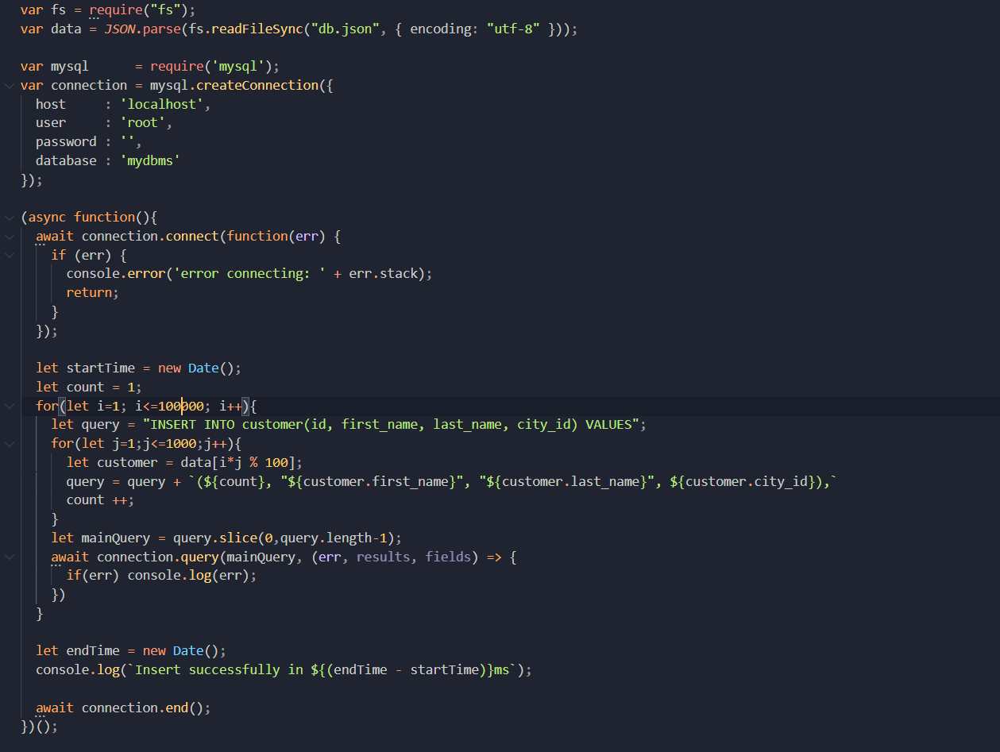 var fs = require("fs");
var data = JSON.parse(fs.readFileSync("db.json", { encoding: "utf-8" }));
var mysql      = require('mysql');
var connection = mysql.createConnection({
  host     : 'localhost',
  user     : 'root',
  password : '',
  database : 'mydbms'
});
(async function(){
  await connection.connect(function(err) {
    if (err) {
      console.error('error connecting: ' + err.stack);
      return;
    }
  });
  let startTime = new Date();
  let count = 1;
  for(let i=1; i<=100000; i++){
    let query = "INSERT INTO customer(id, first_name, last_name, city_id) VALUES";
    for(let j=1;j<=1000;j++){
      let customer = data[i*j % 100];
      query = query + `(${count}, "${customer.first_name}", "${customer.last_name}", ${customer.city_id}),`
      count ++;
    }
    let mainQuery = query.slice(0,query.length-1);
    await connection.query(mainQuery, (err, results, fields) => {
      if(err) console.log(err);
    })
  }
  let endTime = new Date();
  console.log(`Insert successfully in ${(endTime - startTime)}ms`);
  await connection.end();
})();